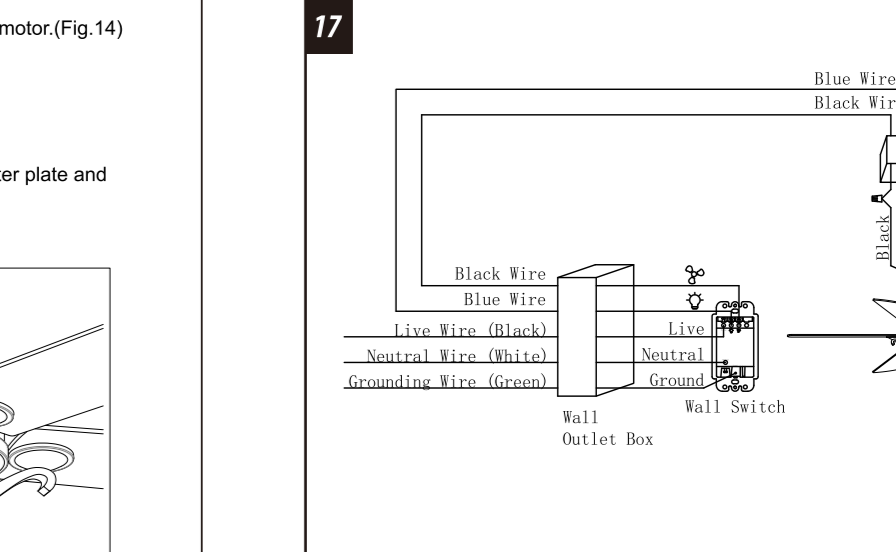 motor.(Fig.14)
plate and
17
Blue Wire
Black
Black
Black Wire
Blue Wire
Live Wire (Black)
Live
Neutral Wire (White)
Neutral
Grounding Wire (Green)
Ground
Wall Switch
Wall
Outlet Box